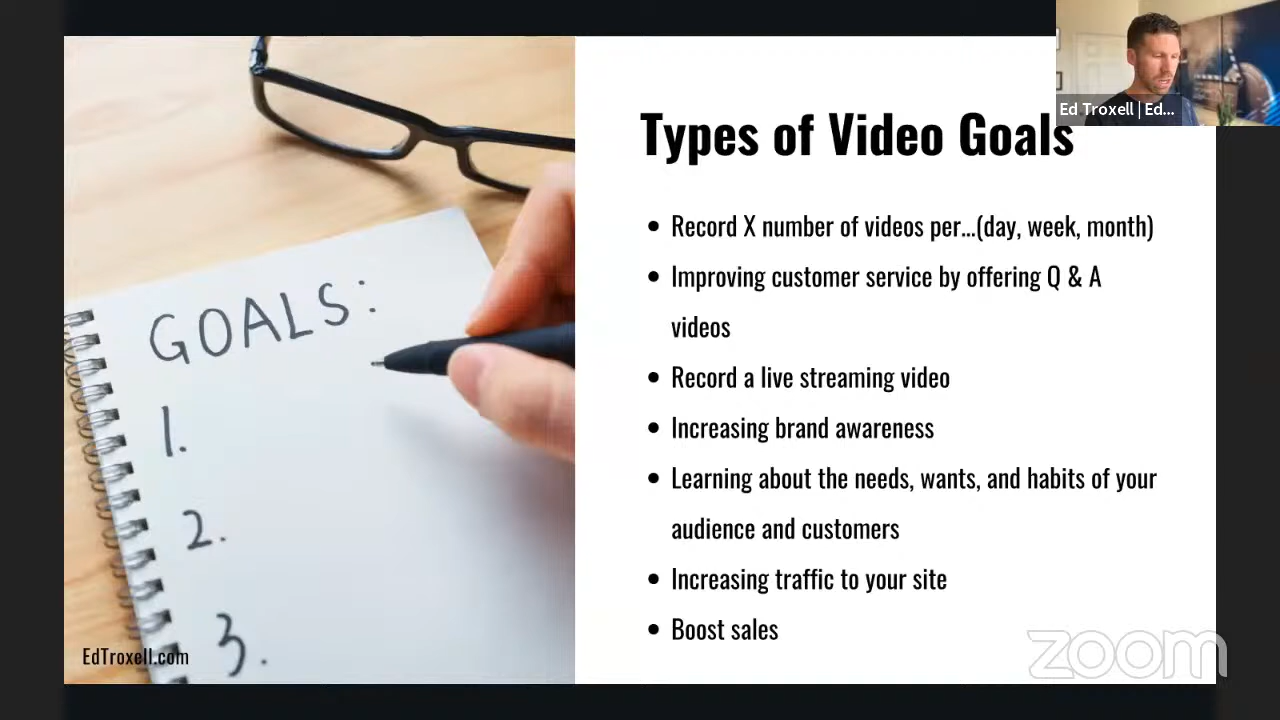 Ed Troxell | Ed...
Types of Video Goals
Record X number of videos per...(day, week, month)
Improving customer service by offering Q & A
videos
Record a live streaming video
Increasing brand awareness
Learning about the needs, wants, and habits of your
audience and customers
Increasing traffic to your site
Boost sales
GOALS:
1.
2.
3.
EdTroxell.com
zoom